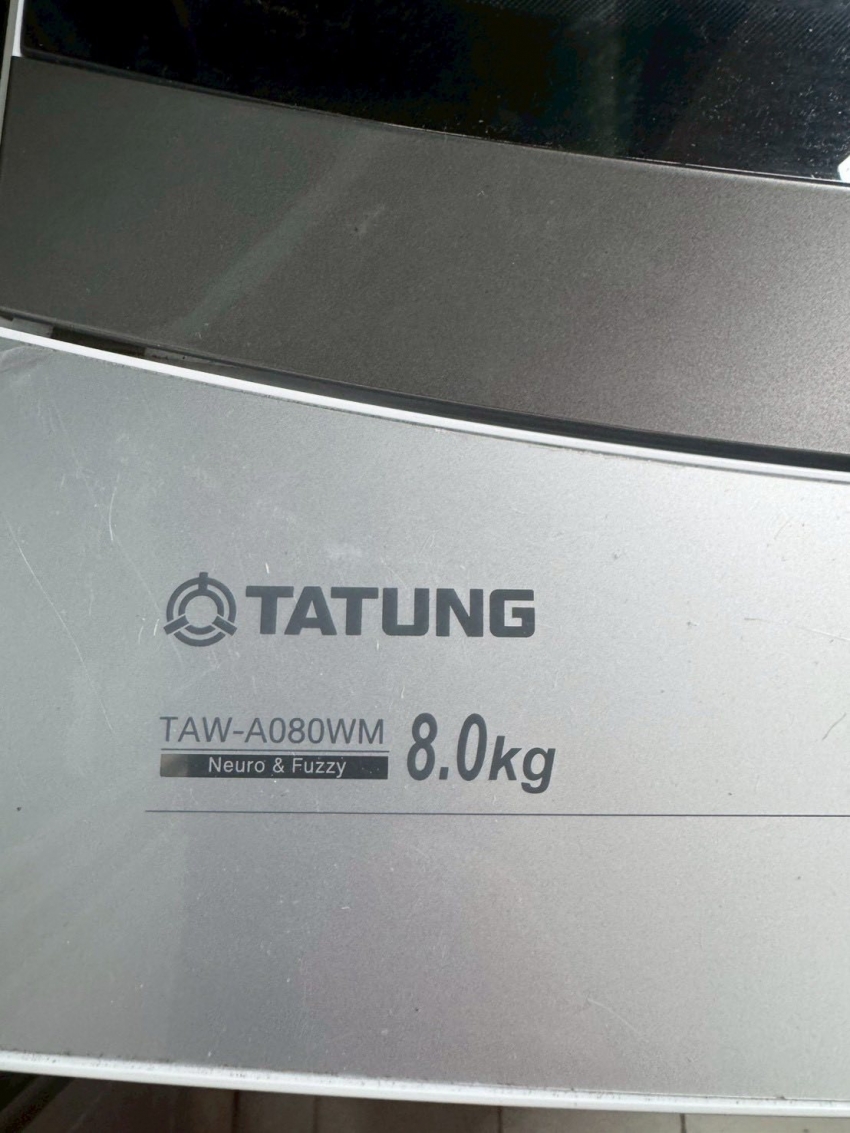 TATUNG
TAW-A080WM
Neuro & Fuzzy
8.0kg